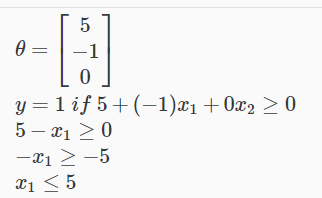 θ = [ 5 −1 0 ]
y = 1 if 5 + (−1)x₁ + 0x₂ ≥ 0
5 − x₁ ≥ 0
−x₁ ≥ −5
x₁ ≤ 5